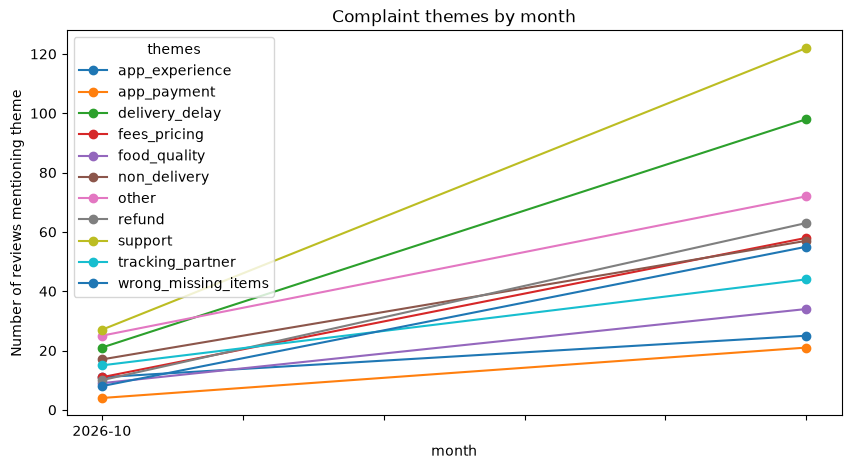 Complaint themes by month
Number of reviews mentioning theme
120
100
80
60
40
20
0
themes
app_experience
app_payment
delivery_delay
fees_pricing
food_quality
non_delivery
other
refund
support
tracking_partner
wrong_missing_items
2026-10
month